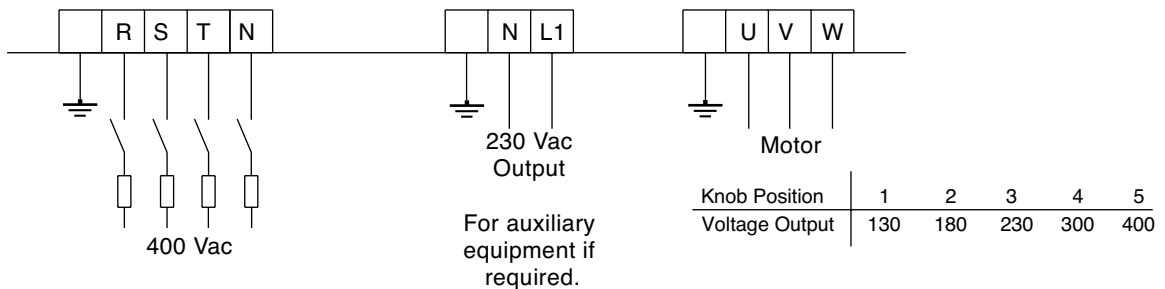 R S T N
N L1
U V W
400 Vac
230 Vac
Output
For auxiliary
equipment if
required.
Motor
Knob Position 1 2 3 4 5
Voltage Output 130 180 230 300 400